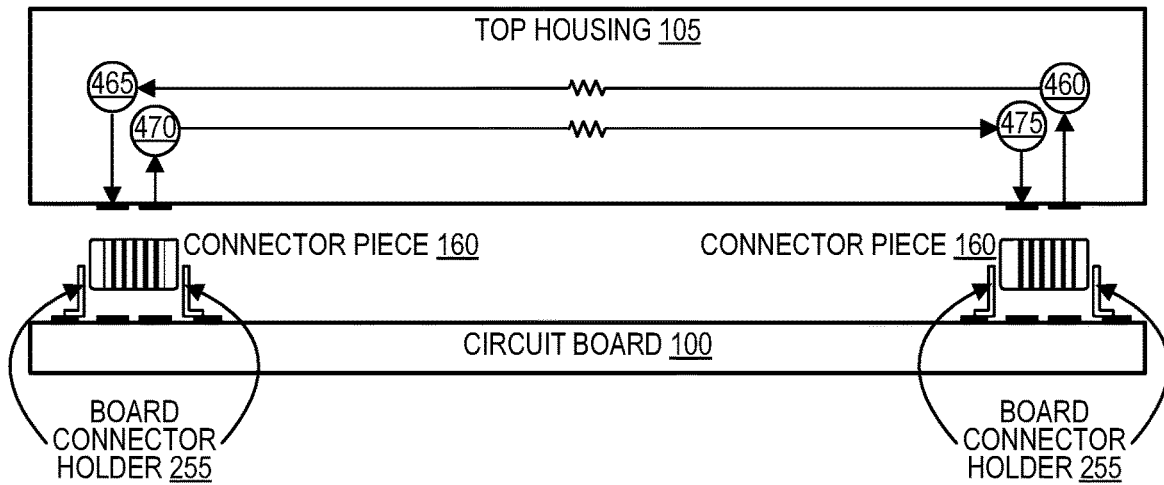 TOP HOUSING 105
465
460
470
475
CONNECTOR PIECE 160
CONNECTOR PIECE 160
CIRCUIT BOARD 100
BOARD
CONNECTOR
HOLDER 255
BOARD
CONNECTOR
HOLDER 255